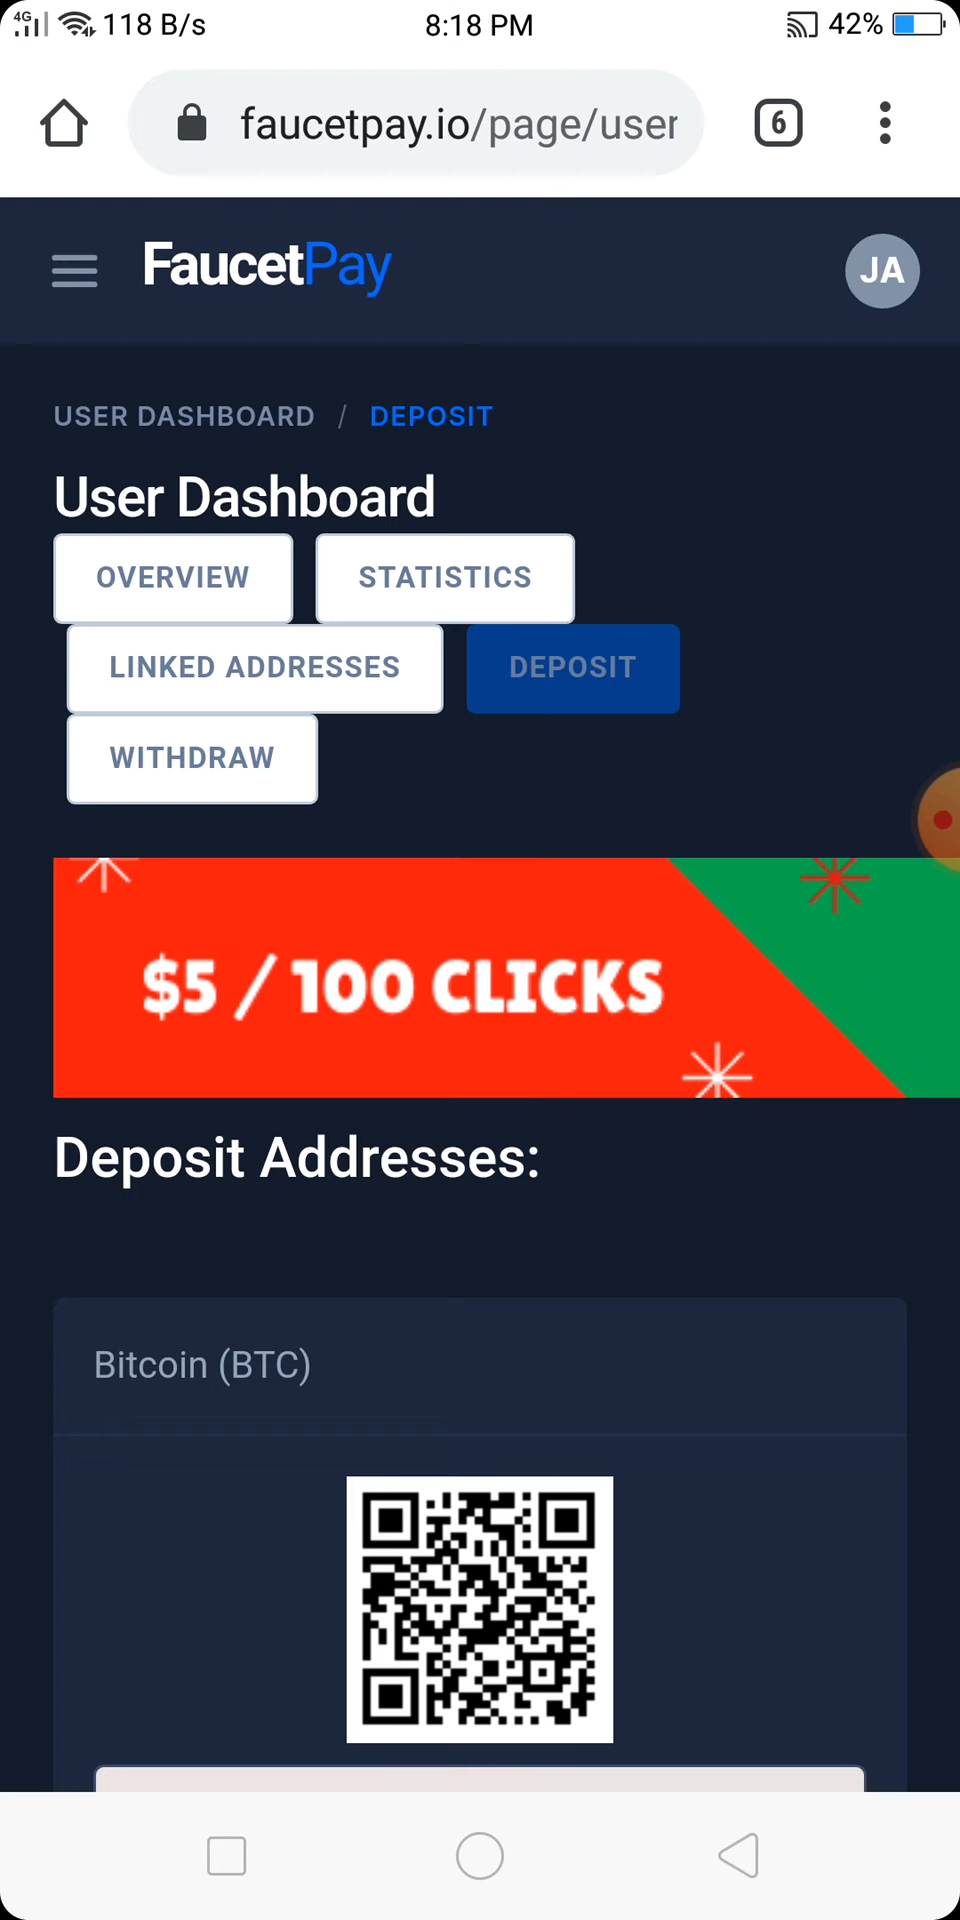 4G 118 B/s 8:18 PM 42%
faucetpay.io/page/user 6
FaucetPay JA
USER DASHBOARD / DEPOSIT
User Dashboard
OVERVIEW STATISTICS
LINKED ADDRESSES DEPOSIT
WITHDRAW
$5 / 100 CLICKS
Deposit Addresses:
Bitcoin (BTC)